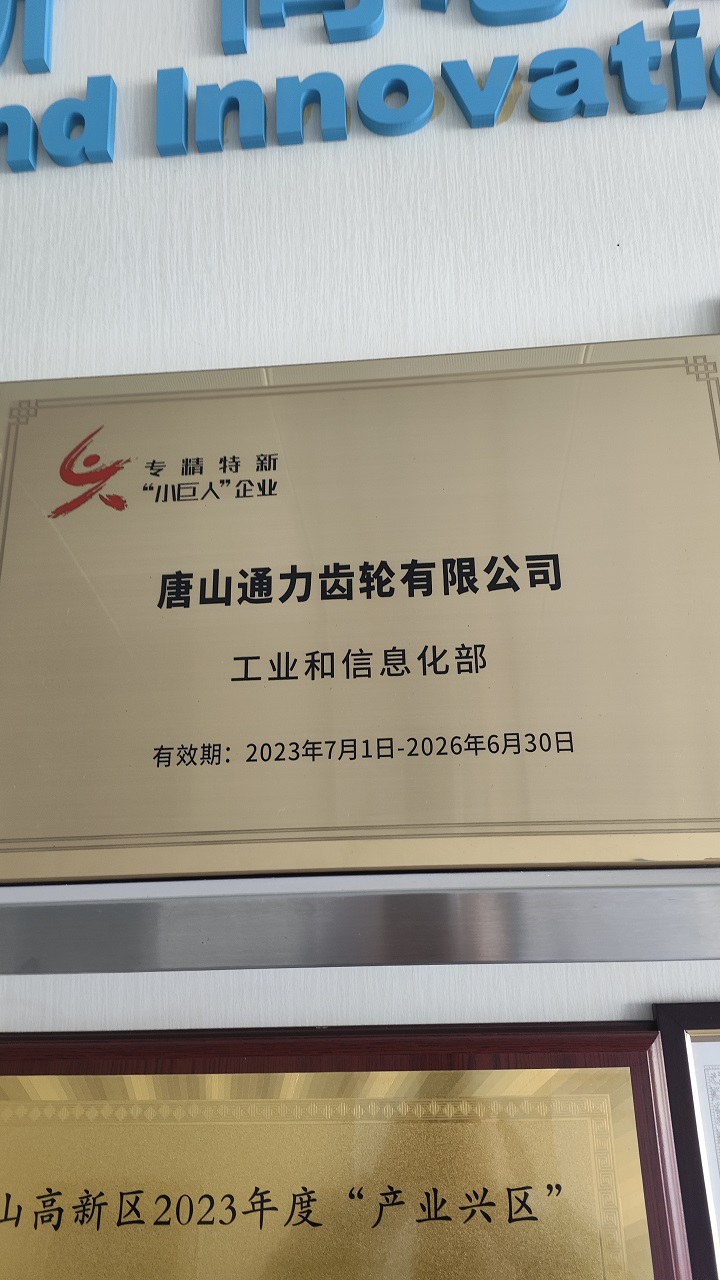 nd Innovati
专精特新
“小巨人”企业
唐山通力齿轮有限公司
工业和信息化部
有效期：2023年7月1日-2026年6月30日
山高新区2023年度“产业兴区”